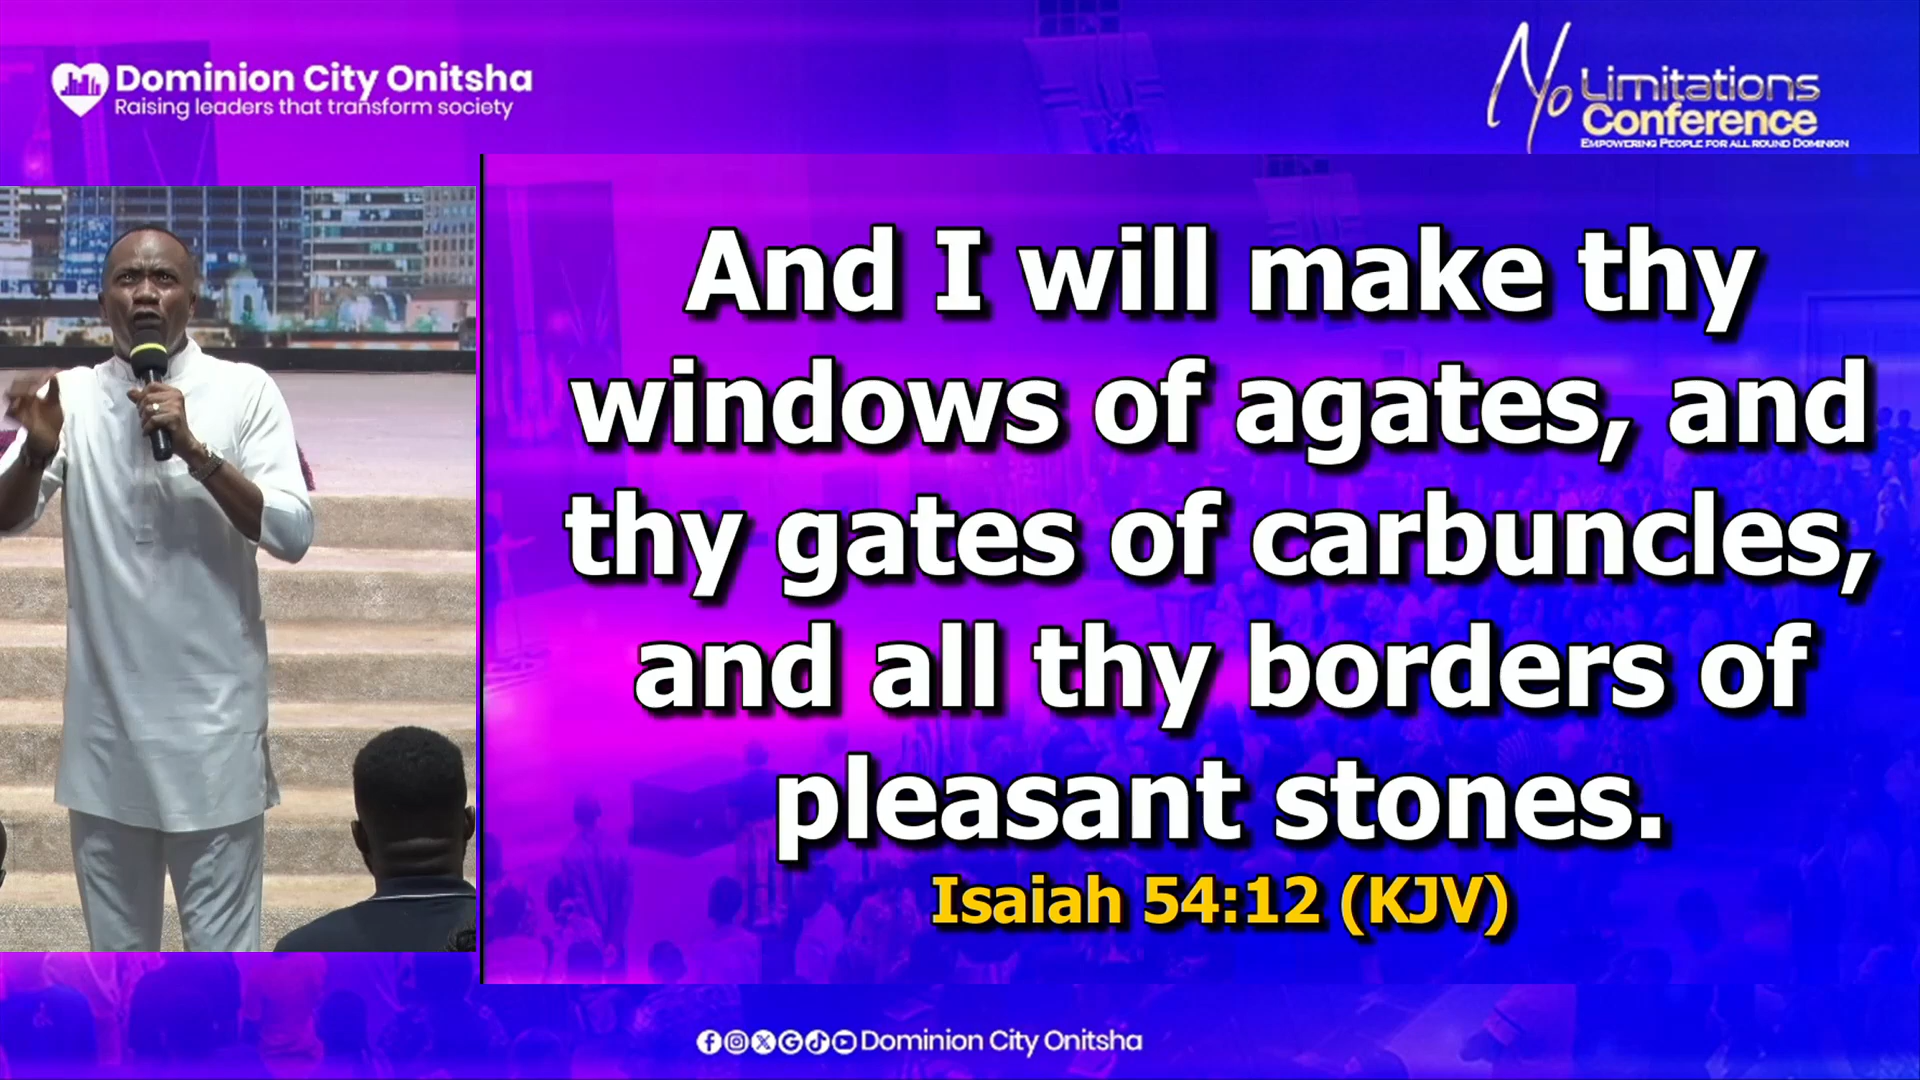 Dominion City Onitsha
Raising leaders that transform society
No Limitations
Conference
EMPOWERING PEOPLE FOR ALL ROUND DOMINION
And I will make thy
windows of agates, and
thy gates of carbuncles,
and all thy borders of
pleasant stones.
Isaiah 54:12 (KJV)
Dominion City Onitsha